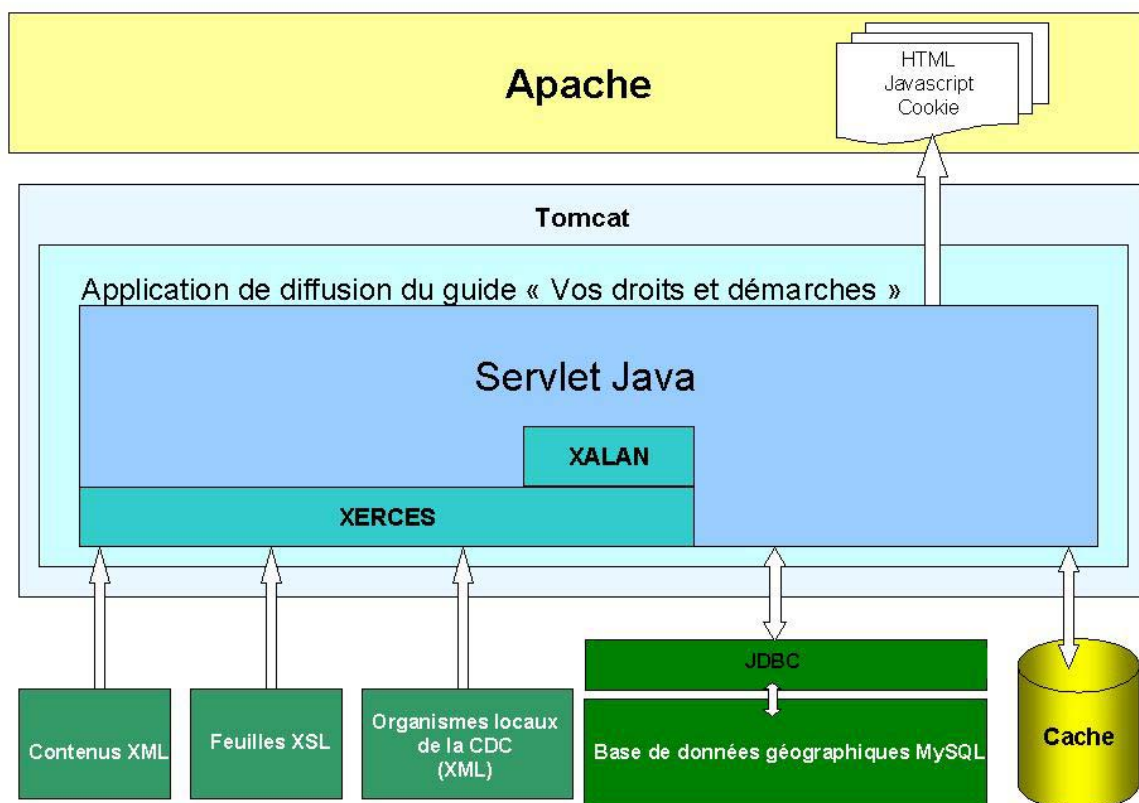 Apache
HTML
Javascript
Cookie
Tomcat
Application de diffusion du guide « Vos droits et démarches »
Servlet Java
XALAN
XERCES
JDBC
Contenus XML
Feuilles XSL
Organismes locaux
de la CDC
(XML)
Base de données géographiques MySQL
Cache